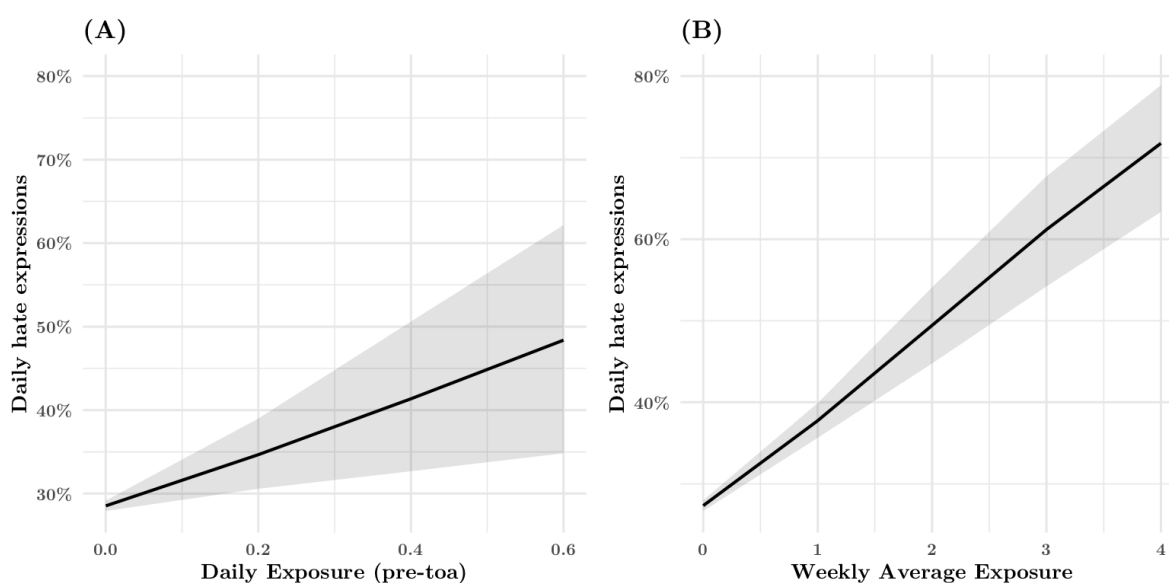 (A)
Daily hate expressions
80%
70%
60%
50%
40%
30%
0.0 0.2 0.4 0.6
Daily Exposure (pre-toa)
(B)
Daily hate expressions
80%
60%
40%
0 1 2 3 4
Weekly Average Exposure